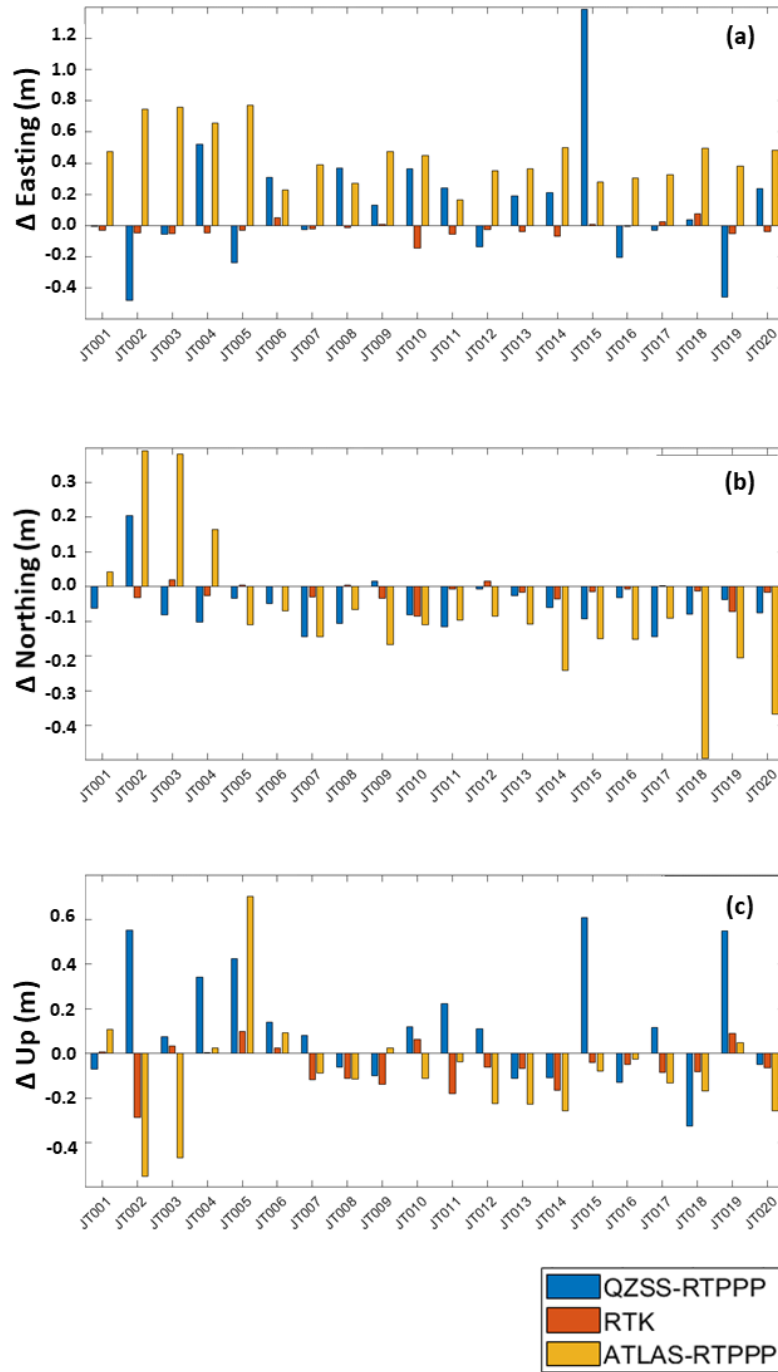 (a)
Δ Easting (m)
1.2
1.0
0.8
0.6
0.4
0.2
0.0
-0.2
-0.4
JT001 JT002 JT003 JT004 JT005 JT006 JT007 JT008 JT009 JT010 JT011 JT012 JT013 JT014 JT015 JT016 JT017 JT018 JT019 JT020
(b)
Δ Northing (m)
0.3
0.2
0.1
0.0
-0.1
-0.2
-0.3
-0.4
JT001 JT002 JT003 JT004 JT005 JT006 JT007 JT008 JT009 JT010 JT011 JT012 JT013 JT014 JT015 JT016 JT017 JT018 JT019 JT020
(c)
Δ Up (m)
0.6
0.4
0.2
0.0
-0.2
-0.4
JT001 JT002 JT003 JT004 JT005 JT006 JT007 JT008 JT009 JT010 JT011 JT012 JT013 JT014 JT015 JT016 JT017 JT018 JT019 JT020
QZSS-RTPPP
RTK
ATLAS-RTPPP